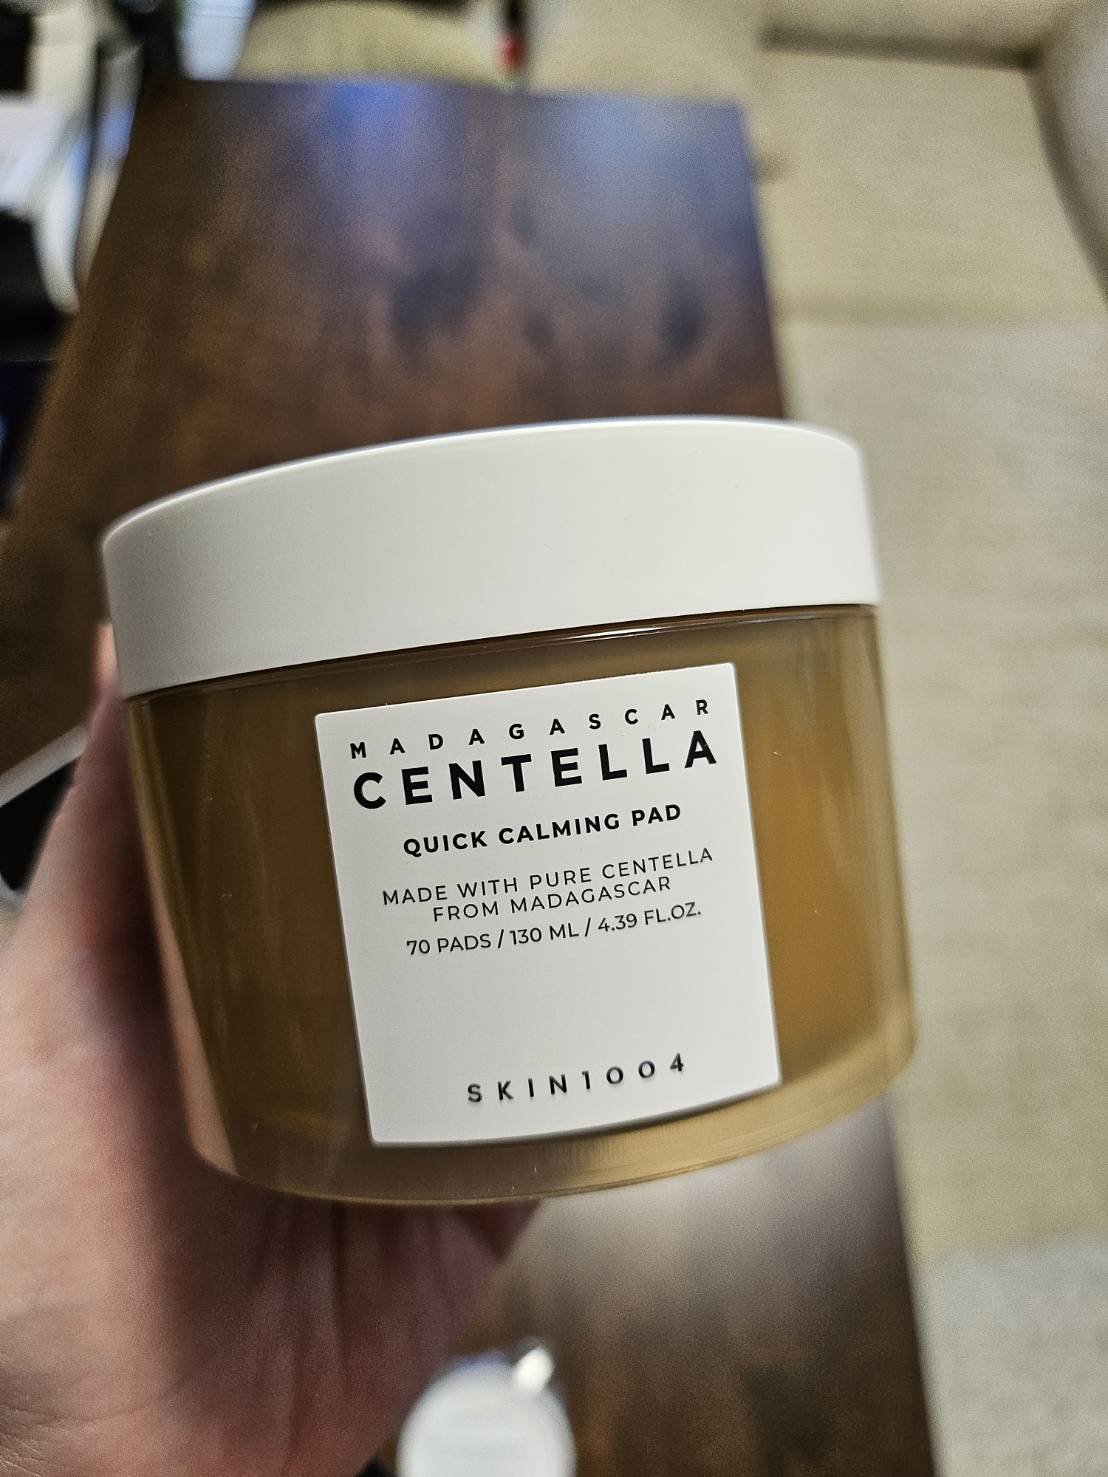 MADAGASCAR
CENTELLA
QUICK CALMING PAD
MADE WITH PURE CENTELLA
FROM MADAGASCAR
70 PADS / 130 ML / 4.39 FL.OZ.
SKIN1004